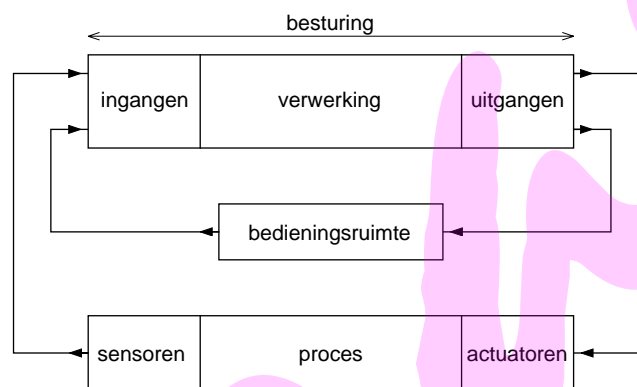 besturing
ingangen verwerking uitgangen
bedieningsruimte
sensoren proces actuatoren